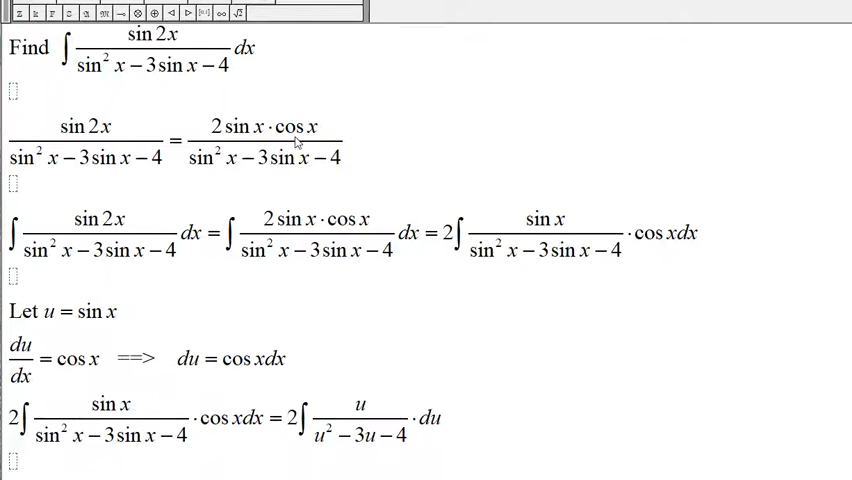 Find ∫ sin 2x / (sin² x − 3 sin x − 4) dx
sin 2x / (sin² x − 3 sin x − 4) = 2 sin x · cos x / (sin² x − 3 sin x − 4)
∫ sin 2x / (sin² x − 3 sin x − 4) dx = ∫ 2 sin x · cos x / (sin² x − 3 sin x − 4) dx = 2∫ sin x / (sin² x − 3 sin x − 4) · cos xdx
Let u = sin x
du/dx = cos x ==> du = cos xdx
2∫ sin x / (sin² x − 3 sin x − 4) · cos xdx = 2∫ u / (u² − 3u − 4) · du